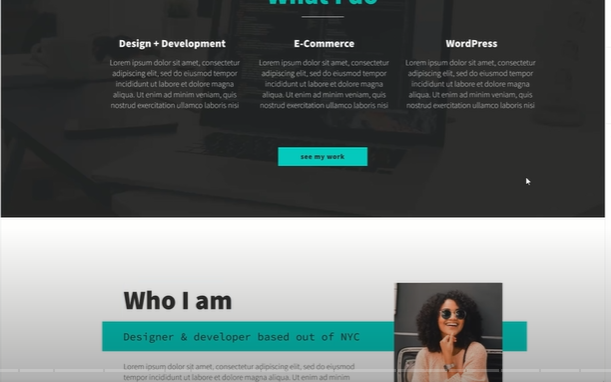 What I do
Design + Development
Lorem ipsum dolor sit amet, consectetur
adipiscing elit, sed do eiusmod tempor
incididunt ut labore et dolore magna
aliqua. Ut enim ad minim veniam, quis
nostrud exercitation ullamco laboris nisi
E-Commerce
Lorem ipsum dolor sit amet, consectetur
adipiscing elit, sed do eiusmod tempor
incididunt ut labore et dolore magna
aliqua. Ut enim ad minim veniam, quis
nostrud exercitation ullamco laboris nisi
WordPress
Lorem ipsum dolor sit amet, consectetur
adipiscing elit, sed do eiusmod tempor
incididunt ut labore et dolore magna
aliqua. Ut enim ad minim veniam, quis
nostrud exercitation ullamco laboris nisi
see my work
Who I am
Designer & developer based out of NYC
Lorem ipsum dolor sit amet, consectetur adipiscing elit, sed do eiusmod
tempor incididunt ut labore et dolore magna aliqua. Ut enim ad